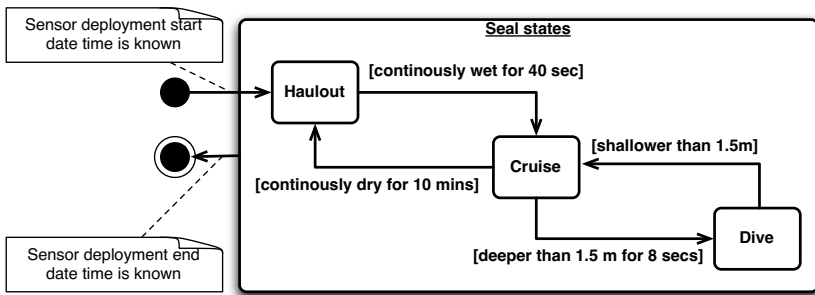 Sensor deployment start
date time is known
Seal states
Haulout
[continously wet for 40 sec]
Cruise
[shallower than 1.5m]
[continously dry for 10 mins]
Dive
[deeper than 1.5 m for 8 secs]
Sensor deployment end
date time is known